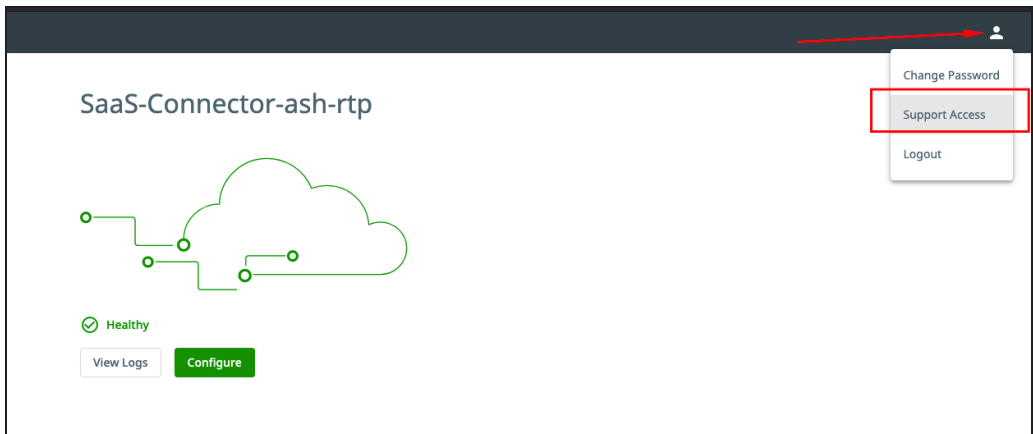 Change Password
SaaS-Connector-ash-rtp
Support Access
Logout
Healthy
View Logs
Configure